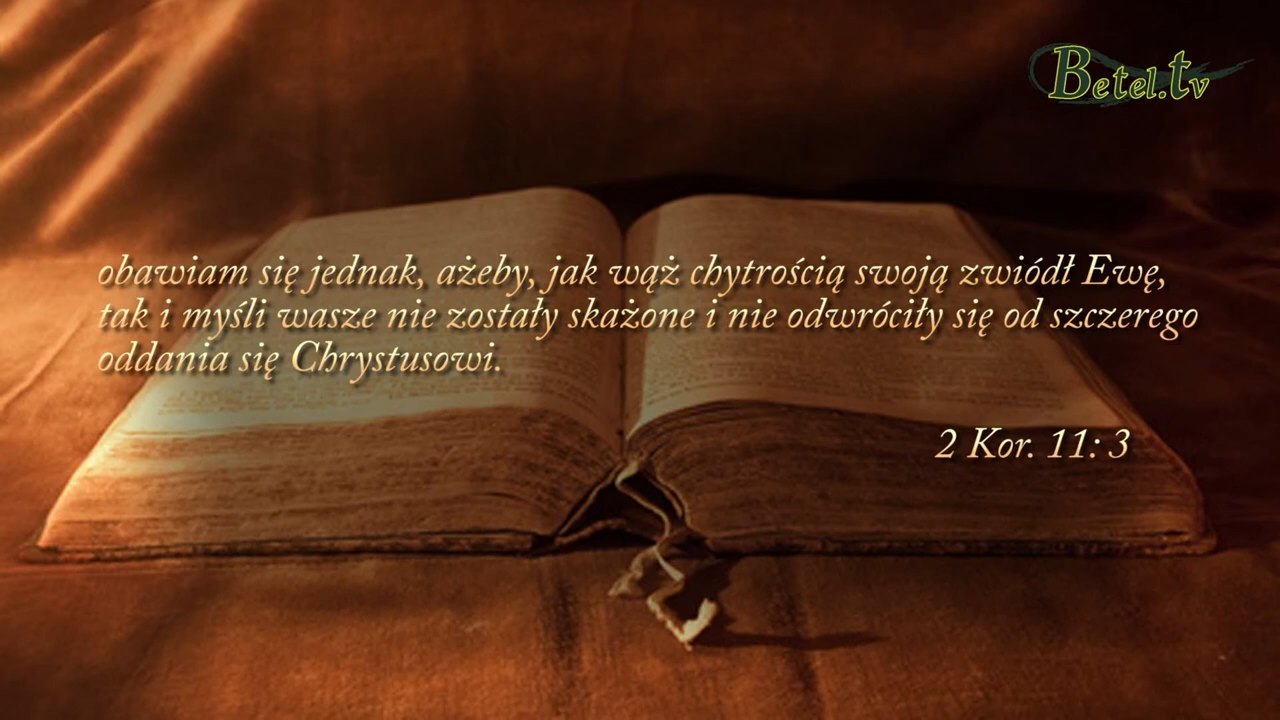 Betel.tv
obawiam się jednak, ażeby, jak wąż chytrością swoją zwiódł Ewę,
tak i myśli wasze nie zostały skażone i nie odwróciły się od szczerego
oddania się Chrystusowi.
2 Kor. 11: 3